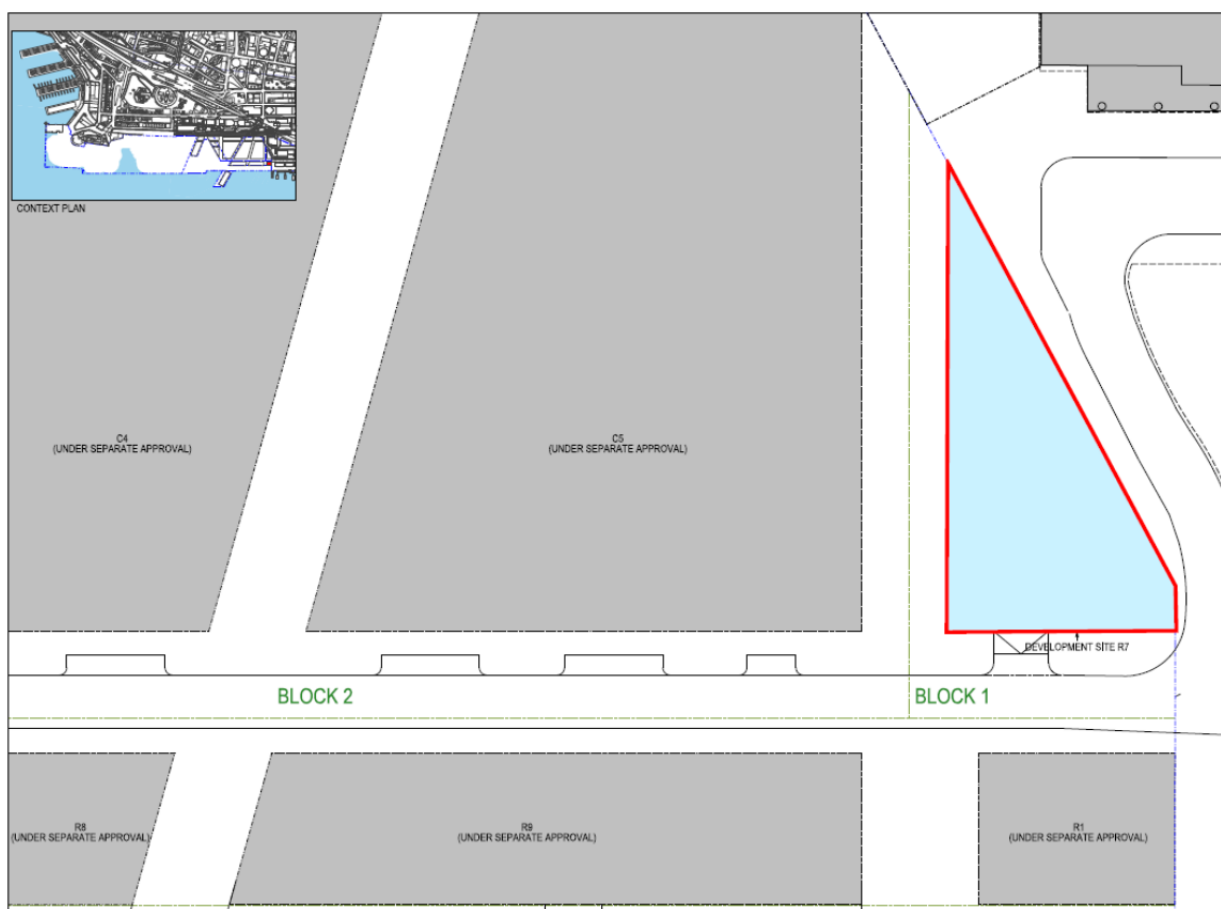 CONTEXT PLAN
C4
(UNDER SEPARATE APPROVAL)
C5
(UNDER SEPARATE APPROVAL)
DEVELOPMENT SITE R7
BLOCK 2
BLOCK 1
R8
(UNDER SEPARATE APPROVAL)
R9
(UNDER SEPARATE APPROVAL)
R1
(UNDER SEPARATE APPROVAL)